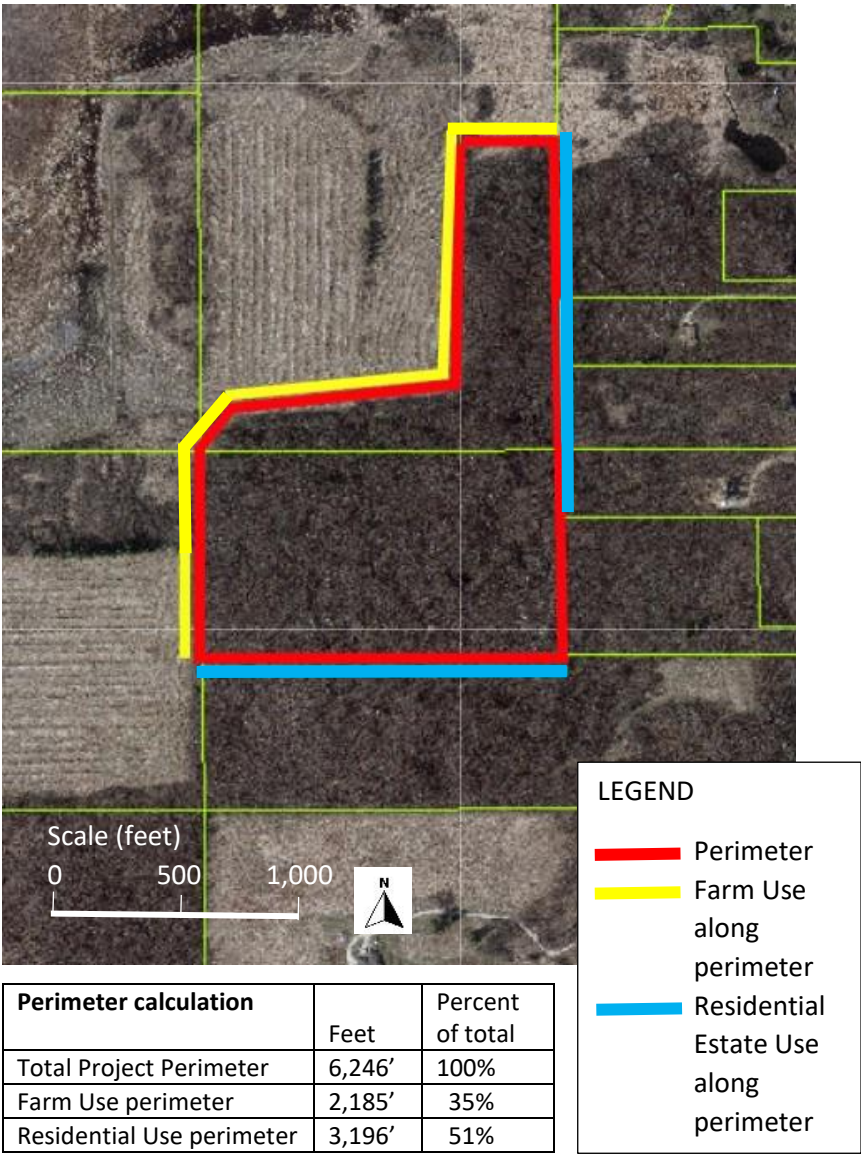 Scale (feet)
0 500 1,000
N
LEGEND
Perimeter
Farm Use
along
perimeter
Residential
Estate Use
along
perimeter
Perimeter calculation Feet Percent
of total
Total Project Perimeter 6,246’ 100%
Farm Use perimeter 2,185’ 35%
Residential Use perimeter 3,196’ 51%